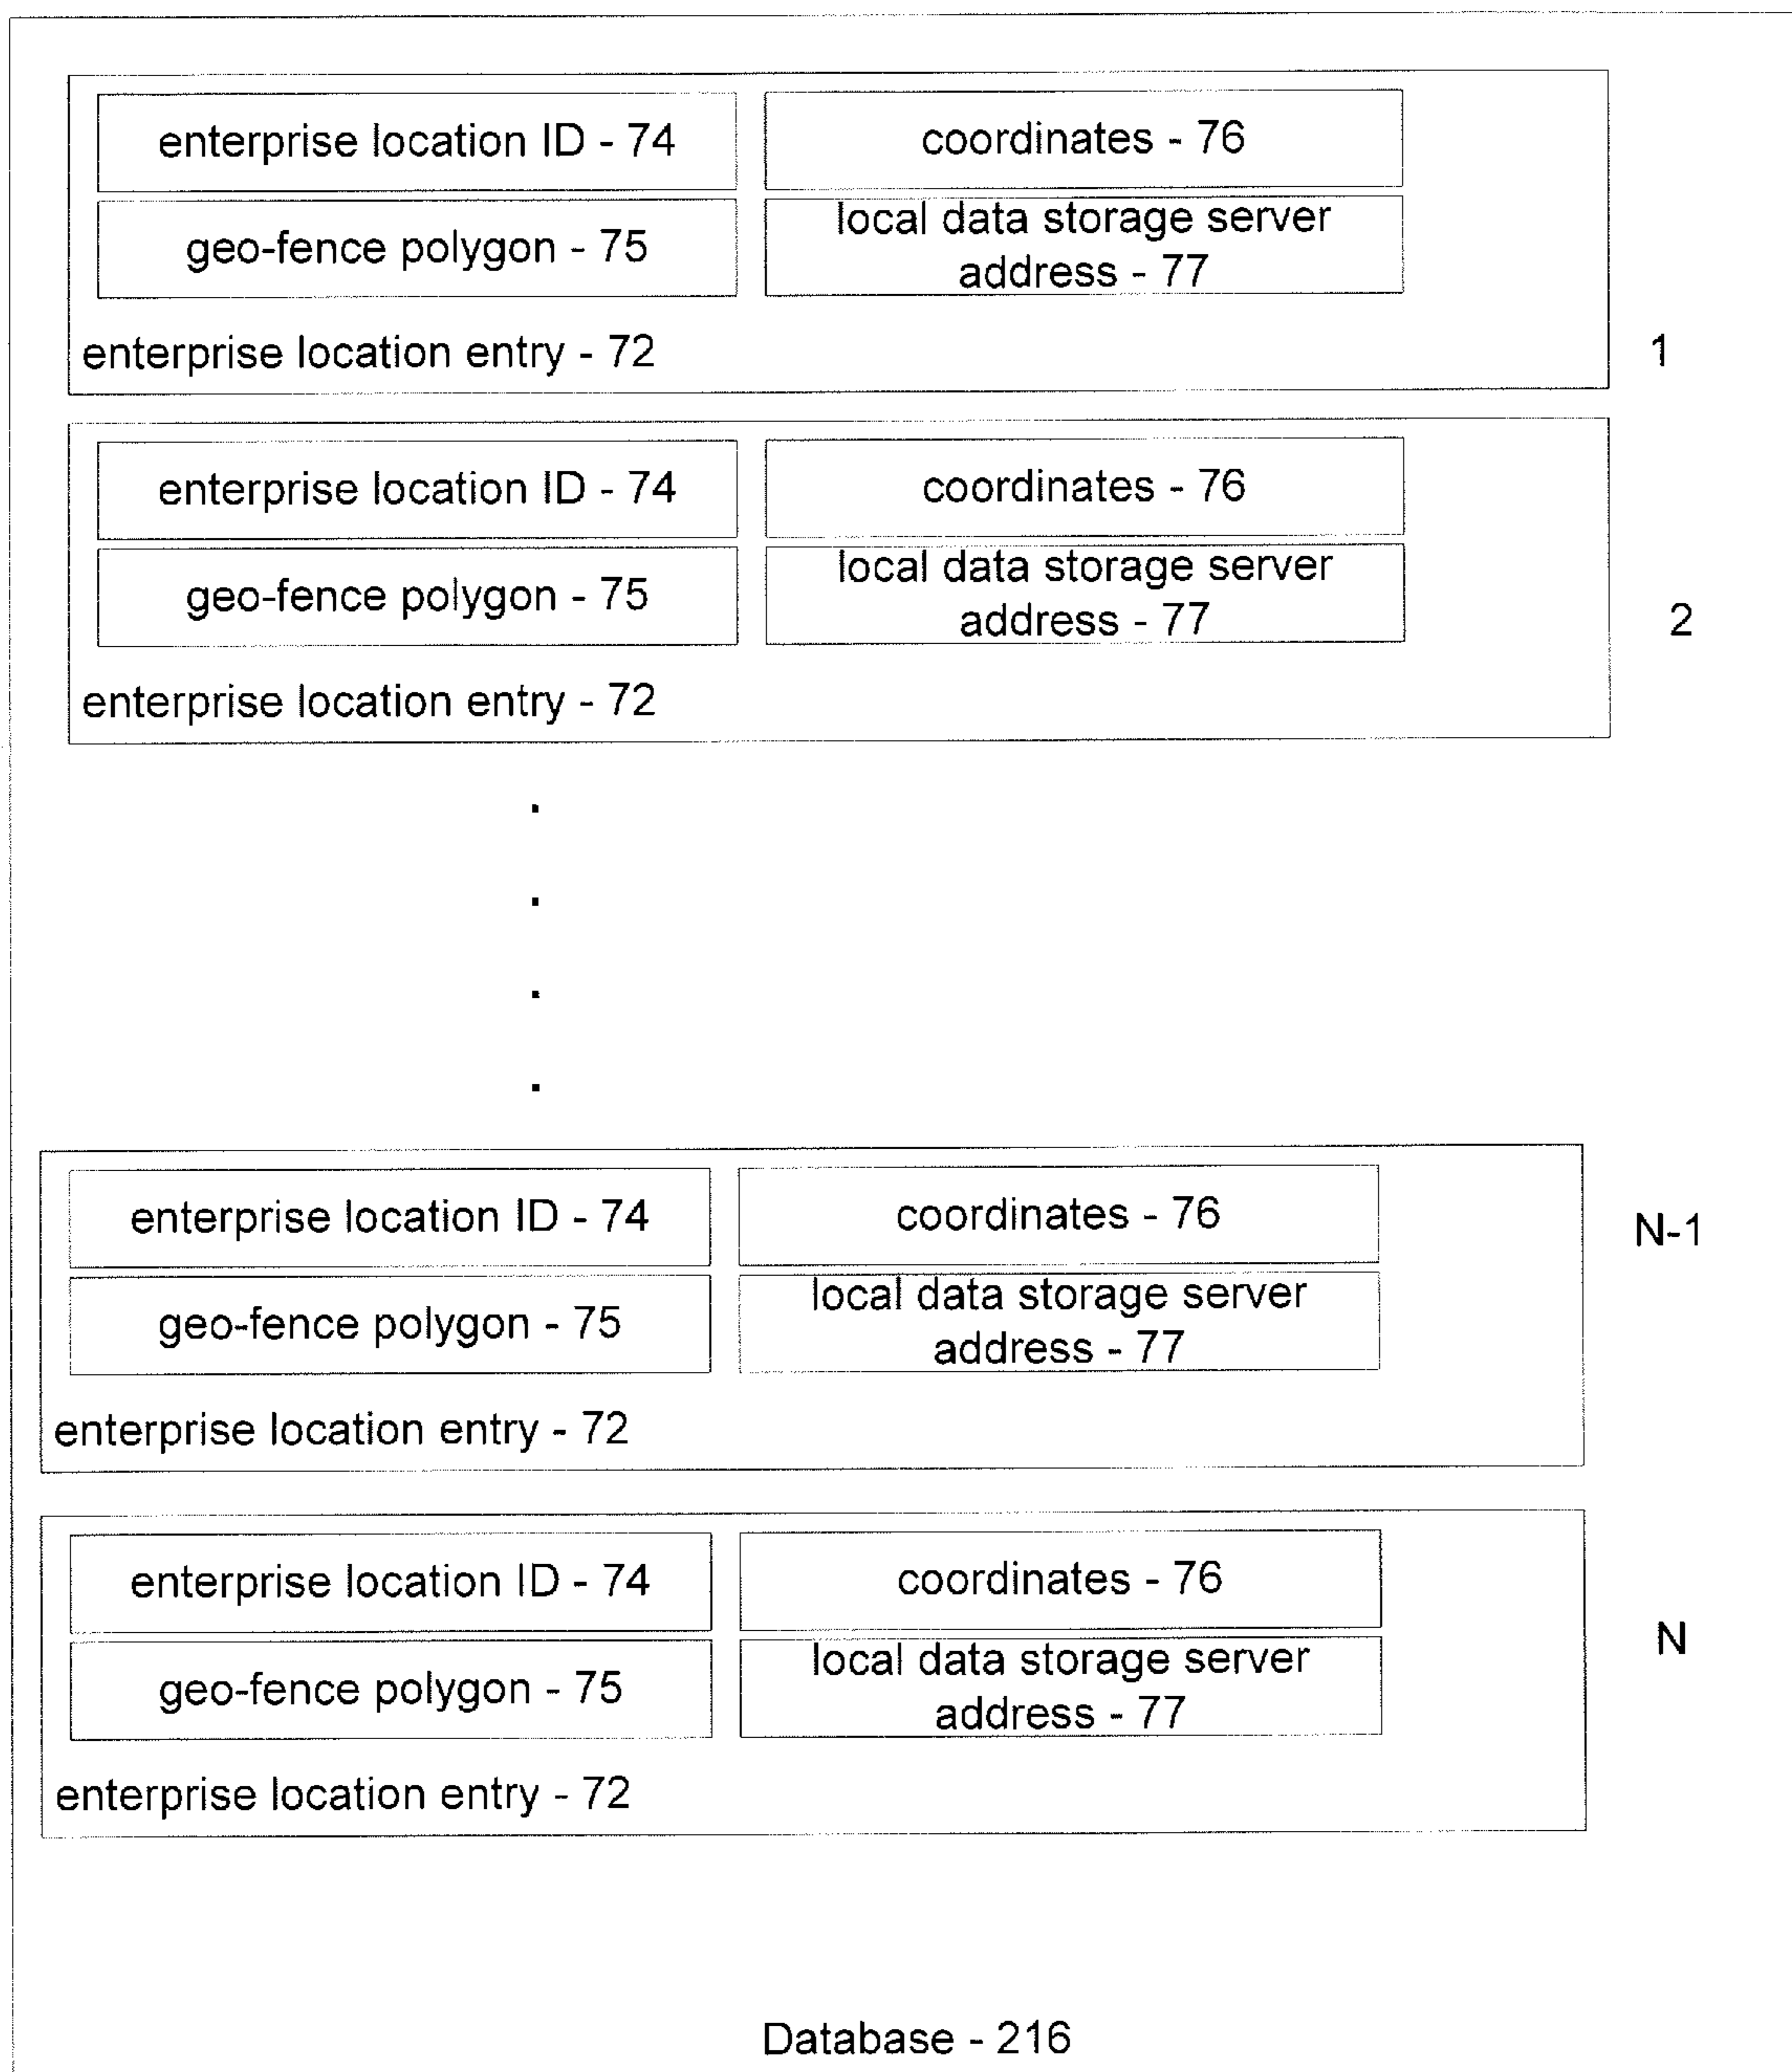 enterprise location ID - 74
coordinates - 76
geo-fence polygon - 75
local data storage server
address - 77
enterprise location entry - 72
1
enterprise location ID - 74
coordinates - 76
geo-fence polygon - 75
local data storage server
address - 77
2
enterprise location entry - 72
.
.
.
.
enterprise location ID - 74
coordinates - 76
N-1
geo-fence polygon - 75
local data storage server
address - 77
enterprise location entry - 72
enterprise location ID - 74
coordinates - 76
N
geo-fence polygon - 75
local data storage server
address - 77
enterprise location entry - 72
Database - 216